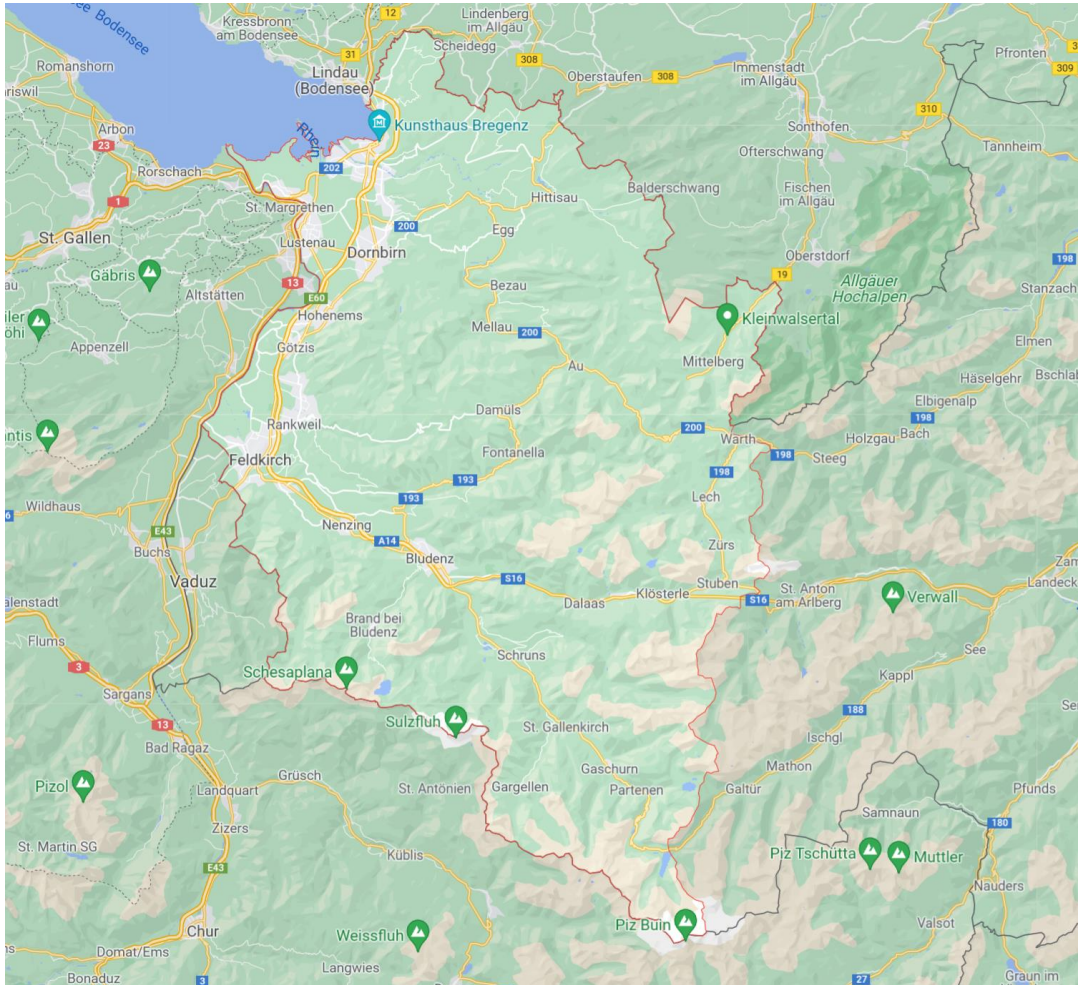 Bodensee
Kressbronn
am Bodensee
12
Lindenberg
im Allgäu
31
Scheidegg
308
Romanshorn
Lindau
(Bodensee)
Oberstaufen
308
Immenstadt
im Allgäu
Pfronten
309
310
Arbon
Rhein
Kunsthaus Bregenz
Sonthofen
23
Ofterschwang
Tannheim
Rorschach
202
Balderschwang
Fischen
im Allgäu
1
St. Margrethen
Hittisau
St. Gallen
200
Egg
Lustenau
Dornbirn
Oberstdorf
198
Gäbris
13
19
Allgäuer
Hochalpen
Stanzach
Altstätten
E60
Bezau
Hohenems
Kleinwalsertal
Mellau
200
Elmen
Appenzell
Götzis
Mittelberg
Au
Häselgehr
Damüls
Elbigenalp
Rankweil
198
200
Warth
Holzgau
Bach
Fontanella
198
Steeg
Feldkirch
193
198
193
Lech
Wildhaus
Nenzing
E43
A14
Zürs
Buchs
Bludenz
Vaduz
S16
Stuben
St. Anton
am Arlberg
Landeck
Klösterle
Dalaas
S16
Verwall
Brand bei
Bludenz
Flums
3
Schruns
See
Schesaplana
Kappl
Sargans
188
13
Sulzfluh
St. Gallenkirch
Ischgl
Bad Ragaz
Gaschurn
Mathon
Pizol
Grüsch
St. Antönien
Gargellen
Partenen
Galtür
Pfunds
Landquart
Samnaun
Zizers
180
St. Martin SG
Küblis
Piz Tschütta
Muttler
E43
Nauders
Piz Buin
Chur
Weissfluh
Valsot
Domat/Ems
Langwies
Bonaduz
3
27
Graun im